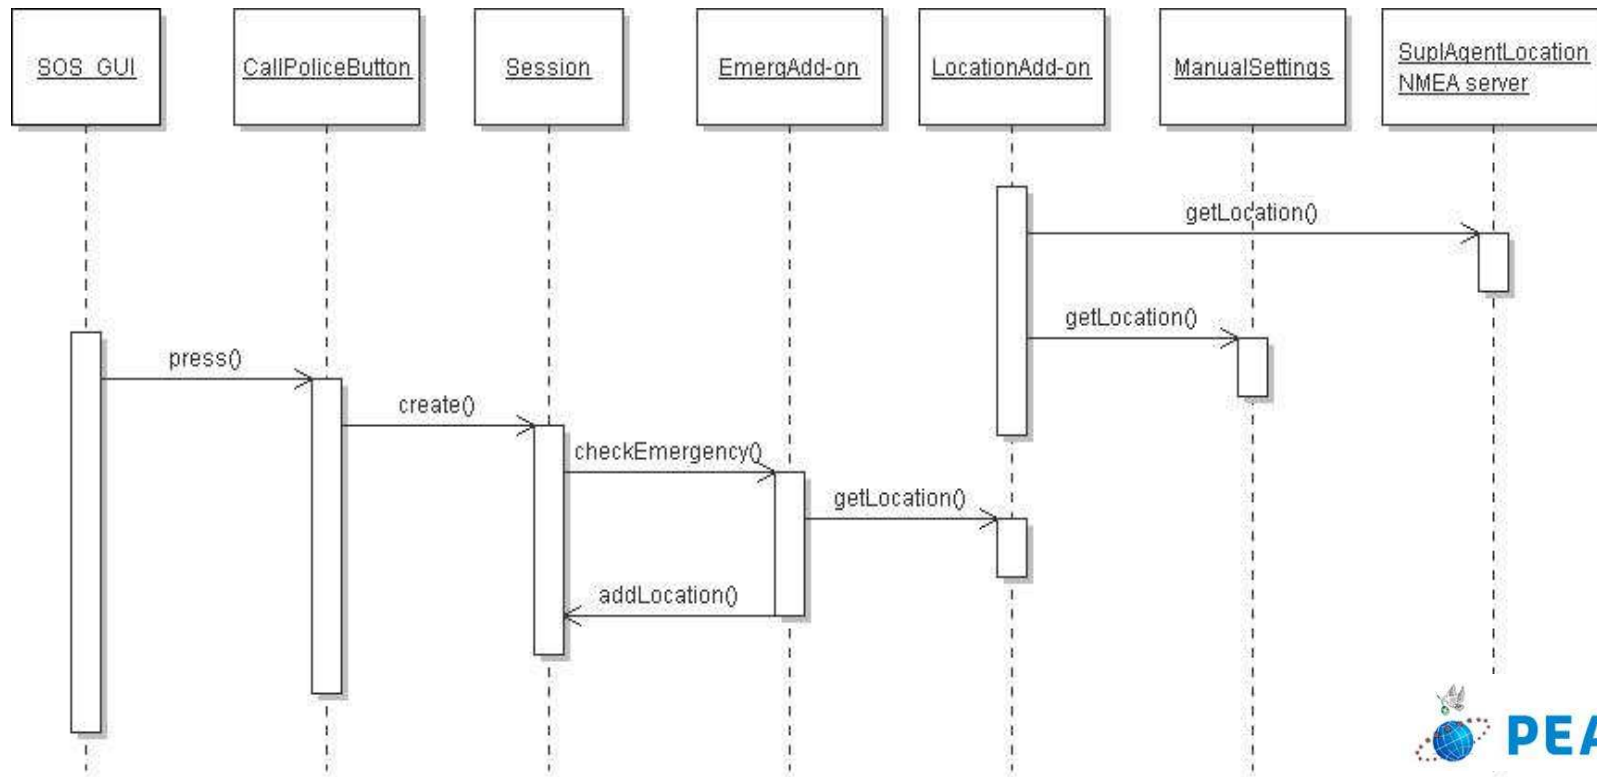 SOS_GUI
CallPoliceButton
Session
EmergAdd-on
LocationAdd-on
ManualSettings
SuplAgentLocation
NMEA server
getLocation()
getLocation()
press()
create()
checkEmergency()
getLocation()
addLocation()
PEA